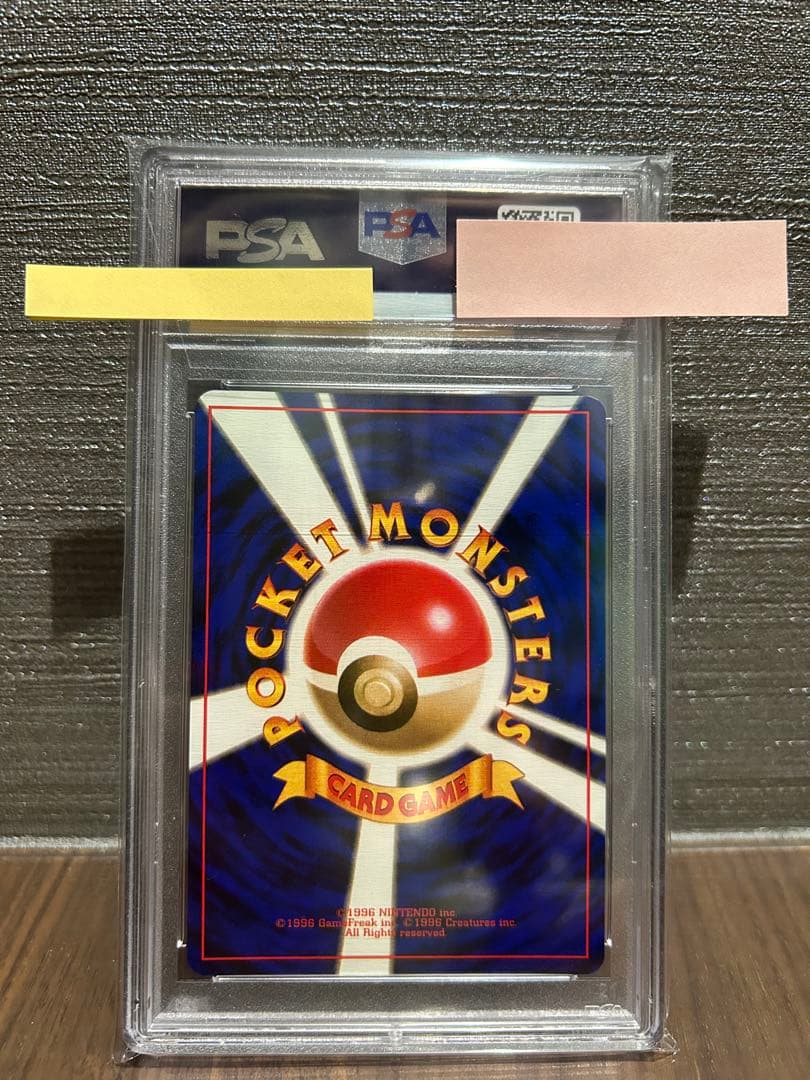 PSA
PSA
POCKET MONSTERS
CARD GAME
©1996 NINTENDO inc.
©1996 GameFreak inc. ©1996 Creatures inc.
All Rights reserved